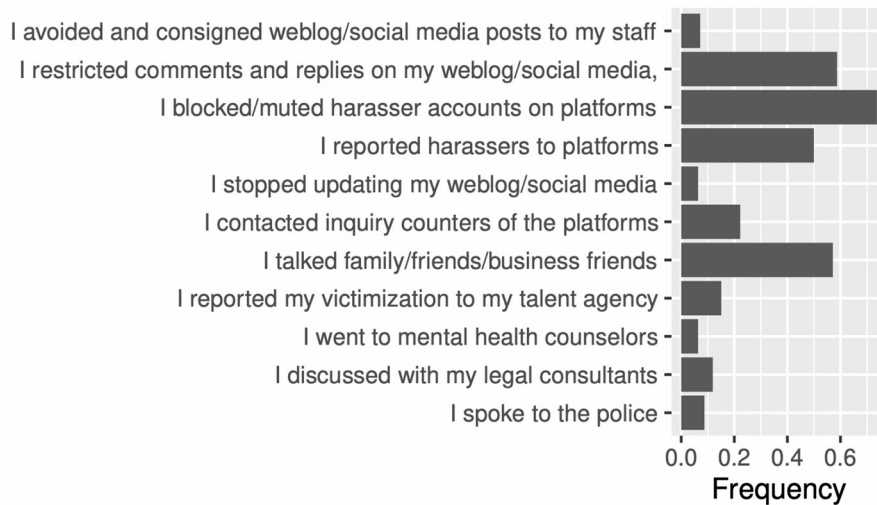 I avoided and consigned weblog/social media posts to my staff
I restricted comments and replies on my weblog/social media,
I blocked/muted harasser accounts on platforms
I reported harassers to platforms
I stopped updating my weblog/social media
I contacted inquiry counters of the platforms
I talked family/friends/business friends
I reported my victimization to my talent agency
I went to mental health counselors
I discussed with my legal consultants
I spoke to the police
0.0 0.2 0.4 0.6
Frequency